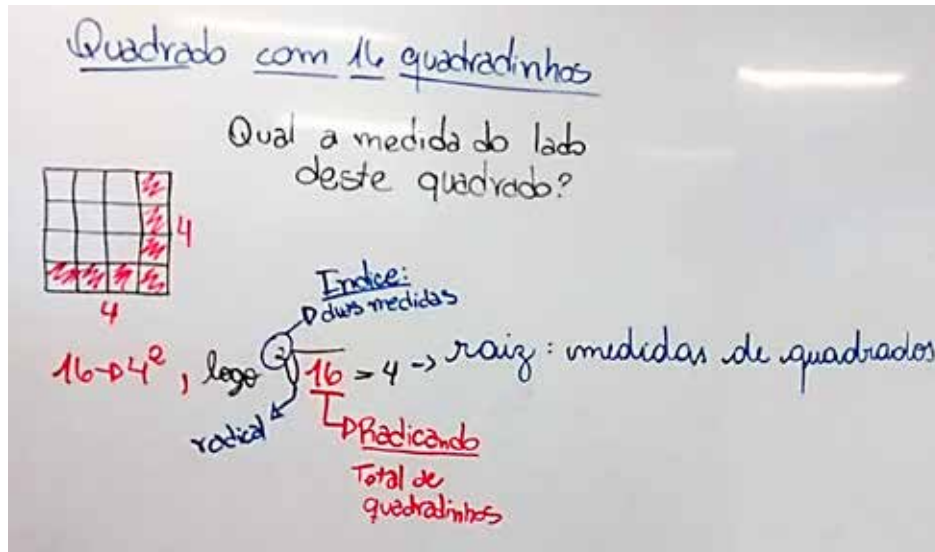 Quadrado com 16 quadradinhos
Qual a medida do lado
deste quadrado?
4
4
Indice:
duas medidas
16→4², logo ²√16 = 4 → raiz: medidas de quadrados
radical
Radicando
Total de
quadradinhos